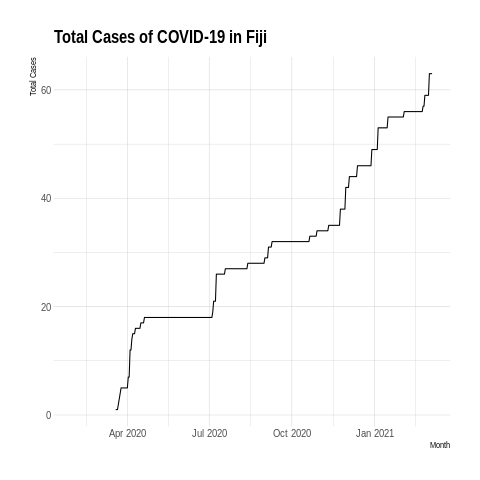 Total Cases of COVID-19 in Fiji
Total Cases
60
40
20
0
Apr 2020
Jul 2020
Oct 2020
Jan 2021
Month